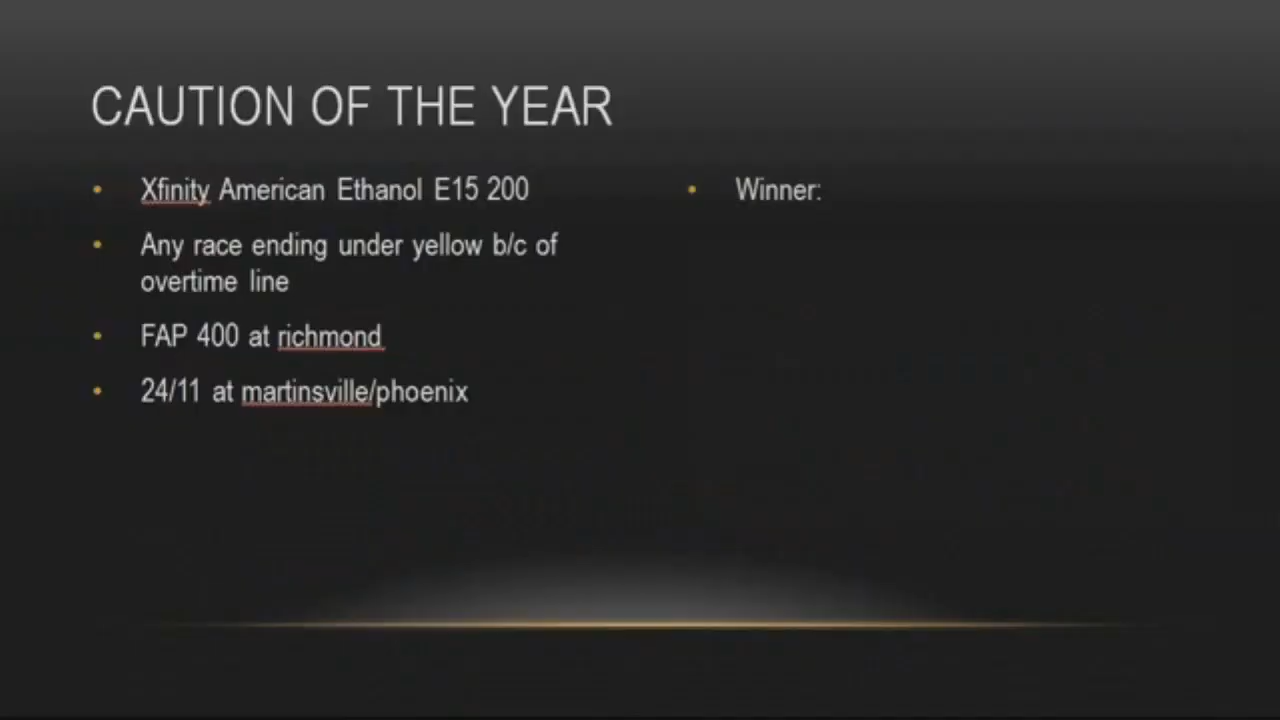 CAUTION OF THE YEAR
Xfinity American Ethanol E15 200
Any race ending under yellow b/c of
overtime line
FAP 400 at richmond
24/11 at martinsville/phoenix
Winner: